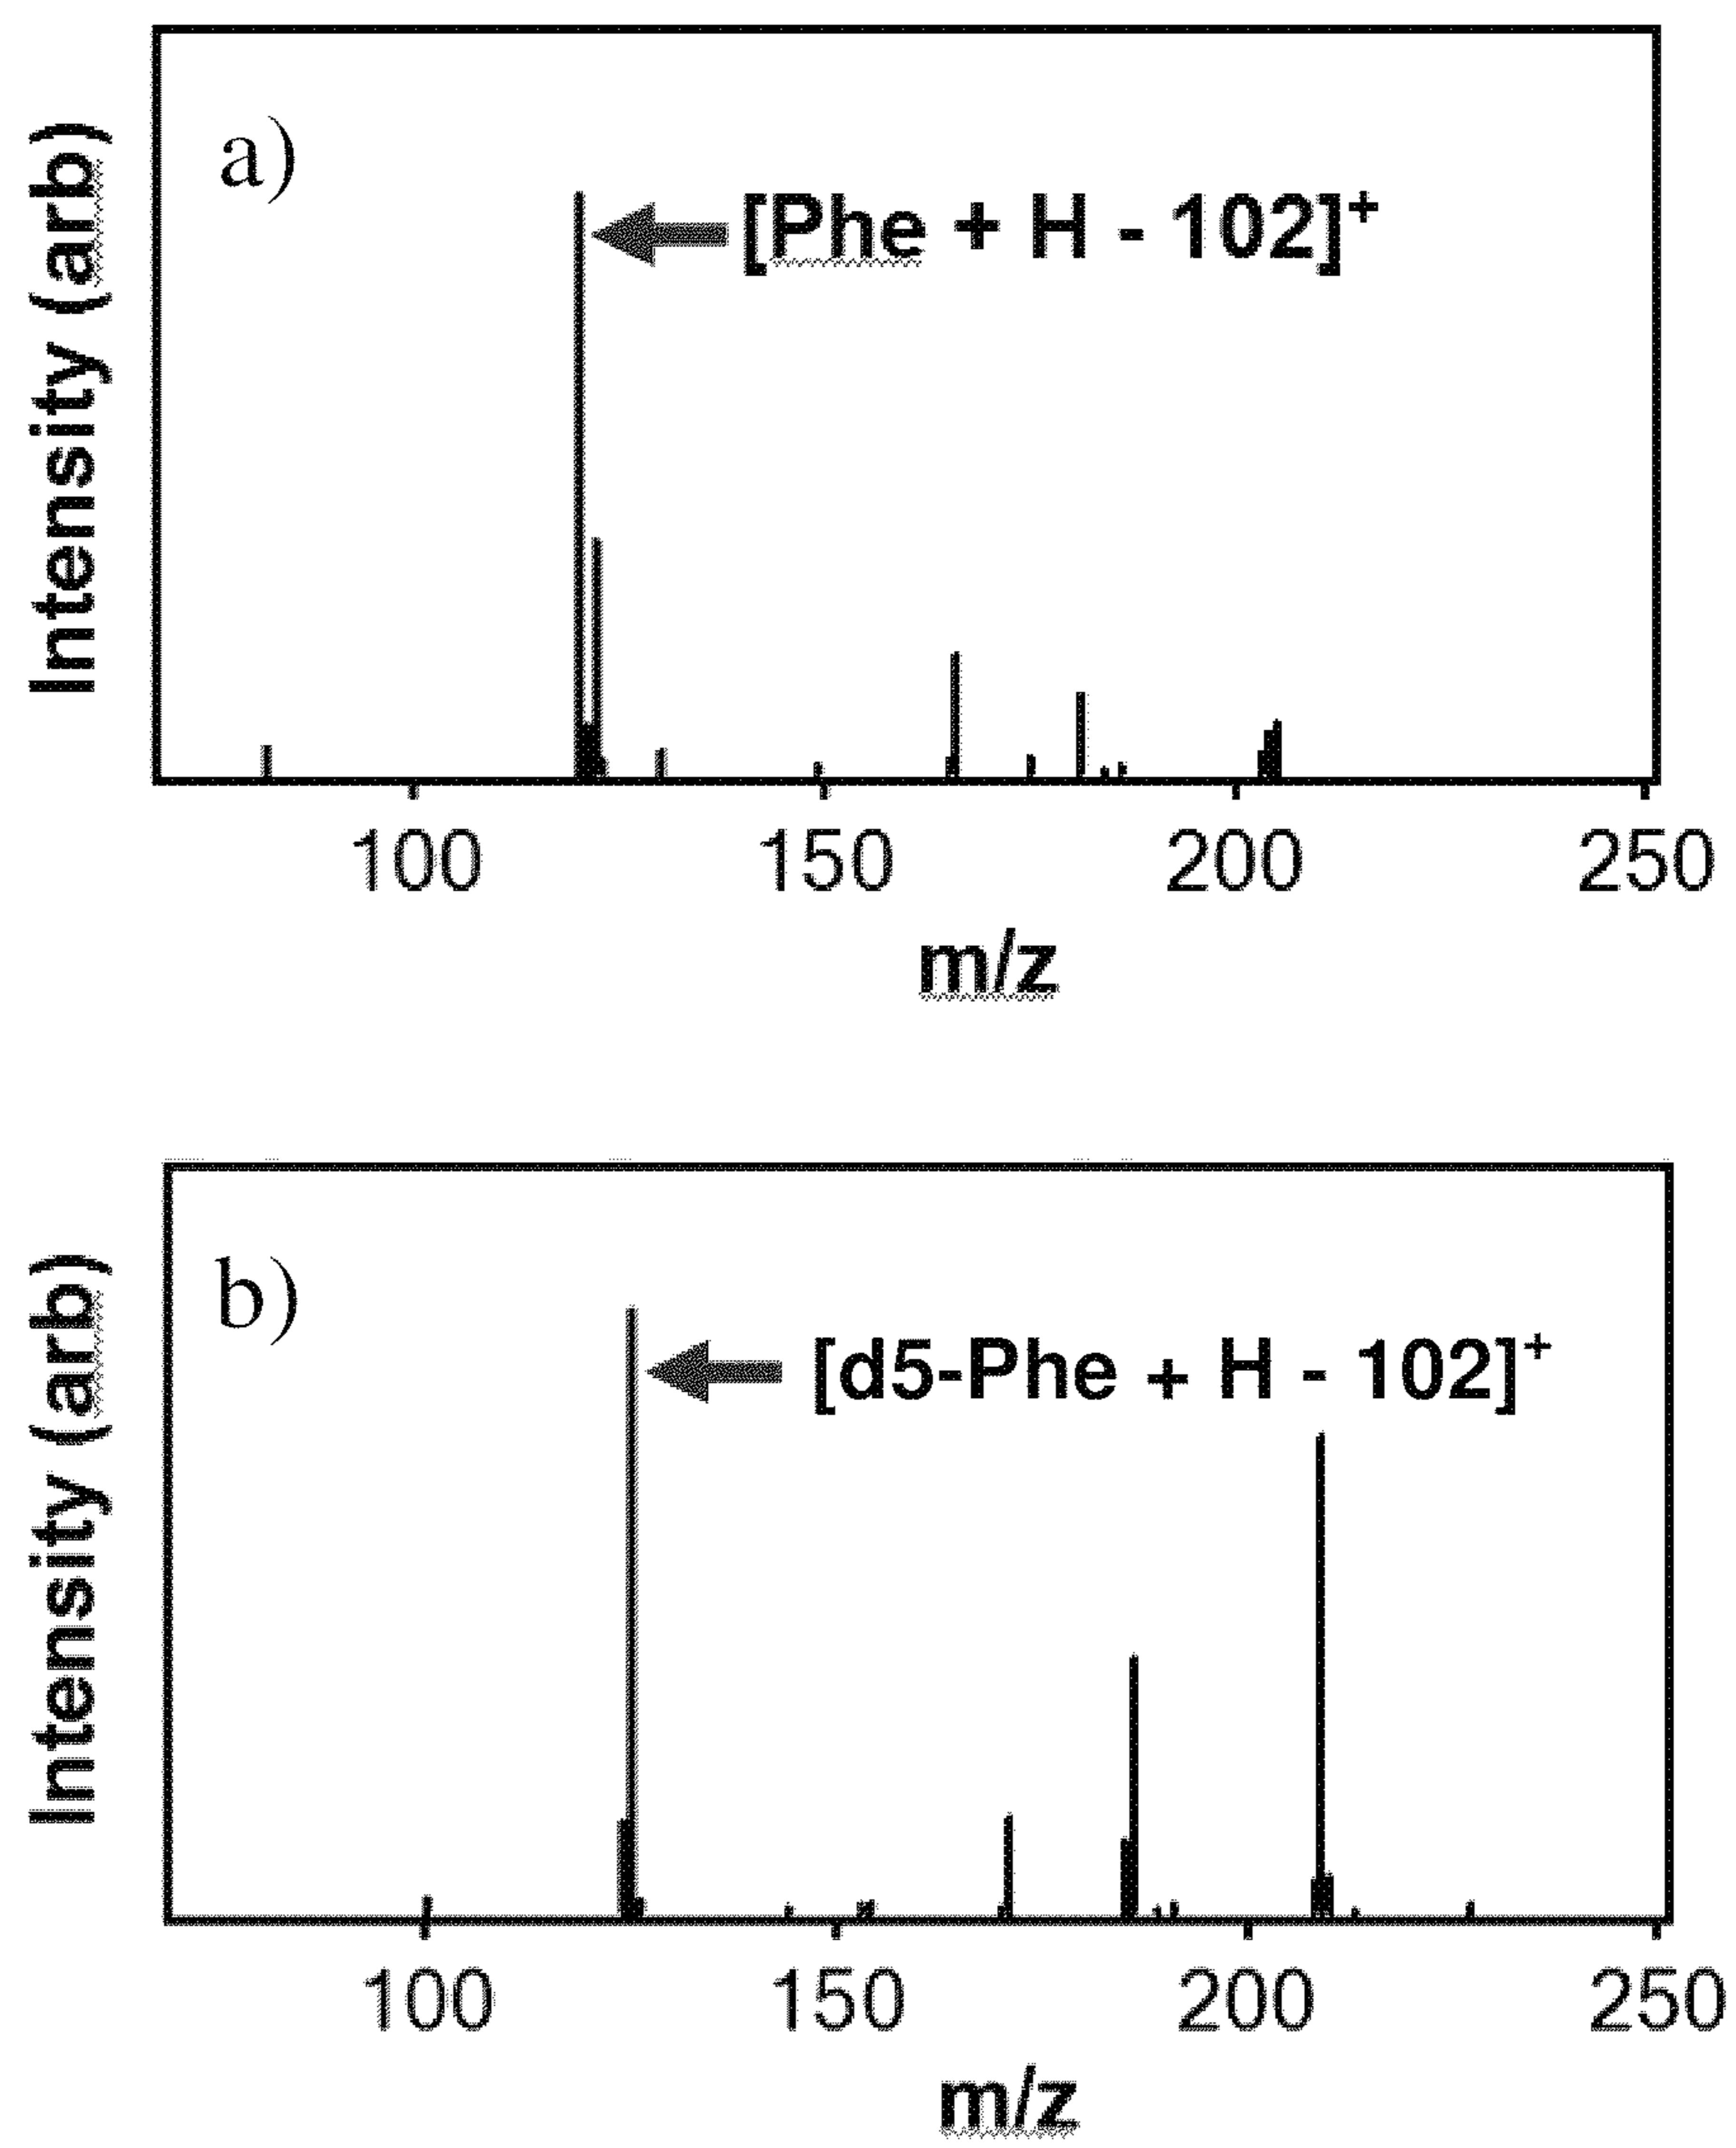 a)
[Phe + H - 102]⁺
Intensity (arb)
100 150 200 250
m/z
b)
[d5-Phe + H - 102]⁺
Intensity (arb)
100 150 200 250
m/z